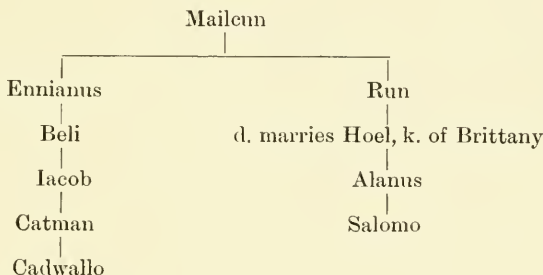 Mailcun
Ennianus Run
Beli d. marries Hoel, k. of Brittany
Iacob Alanus
Catman Salomo
Cadwallo